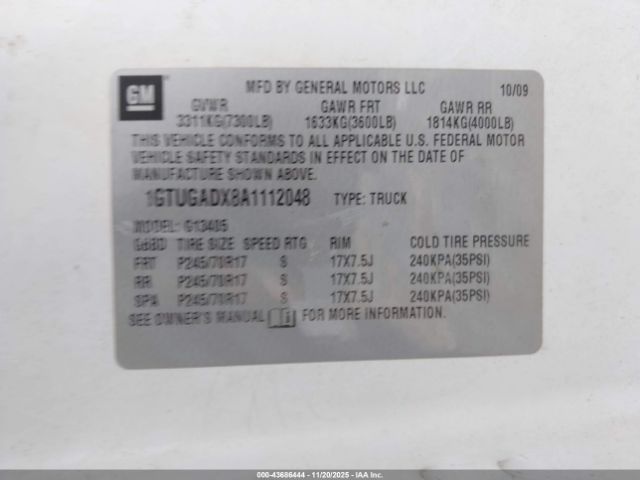 GM
MFD BY GENERAL MOTORS LLC 10/09
GVWR GAWR FRT GAWR RR
3311KG(7300LB) 1633KG(3600LB) 1814KG(4000LB)
THIS VEHICLE CONFORMS TO ALL APPLICABLE U.S. FEDERAL MOTOR
VEHICLE SAFETY STANDARDS IN EFFECT ON THE DATE OF
MANUFACTURE SHOWN ABOVE.
1GTUGADX8A1112048 TYPE: TRUCK
MODEL: G13405
TIRE SIZE SPEED RTG RIM COLD TIRE PRESSURE
FRT P245/70R17 S 17X7.5J 240KPA(35PSI)
RR P245/70R17 S 17X7.5J 240KPA(35PSI)
SPA P245/70R17 S 17X7.5J 240KPA(35PSI)
SEE OWNER'S MANUAL FOR MORE INFORMATION.
000-43686444 - 11/20/2025 - IAA Corp.